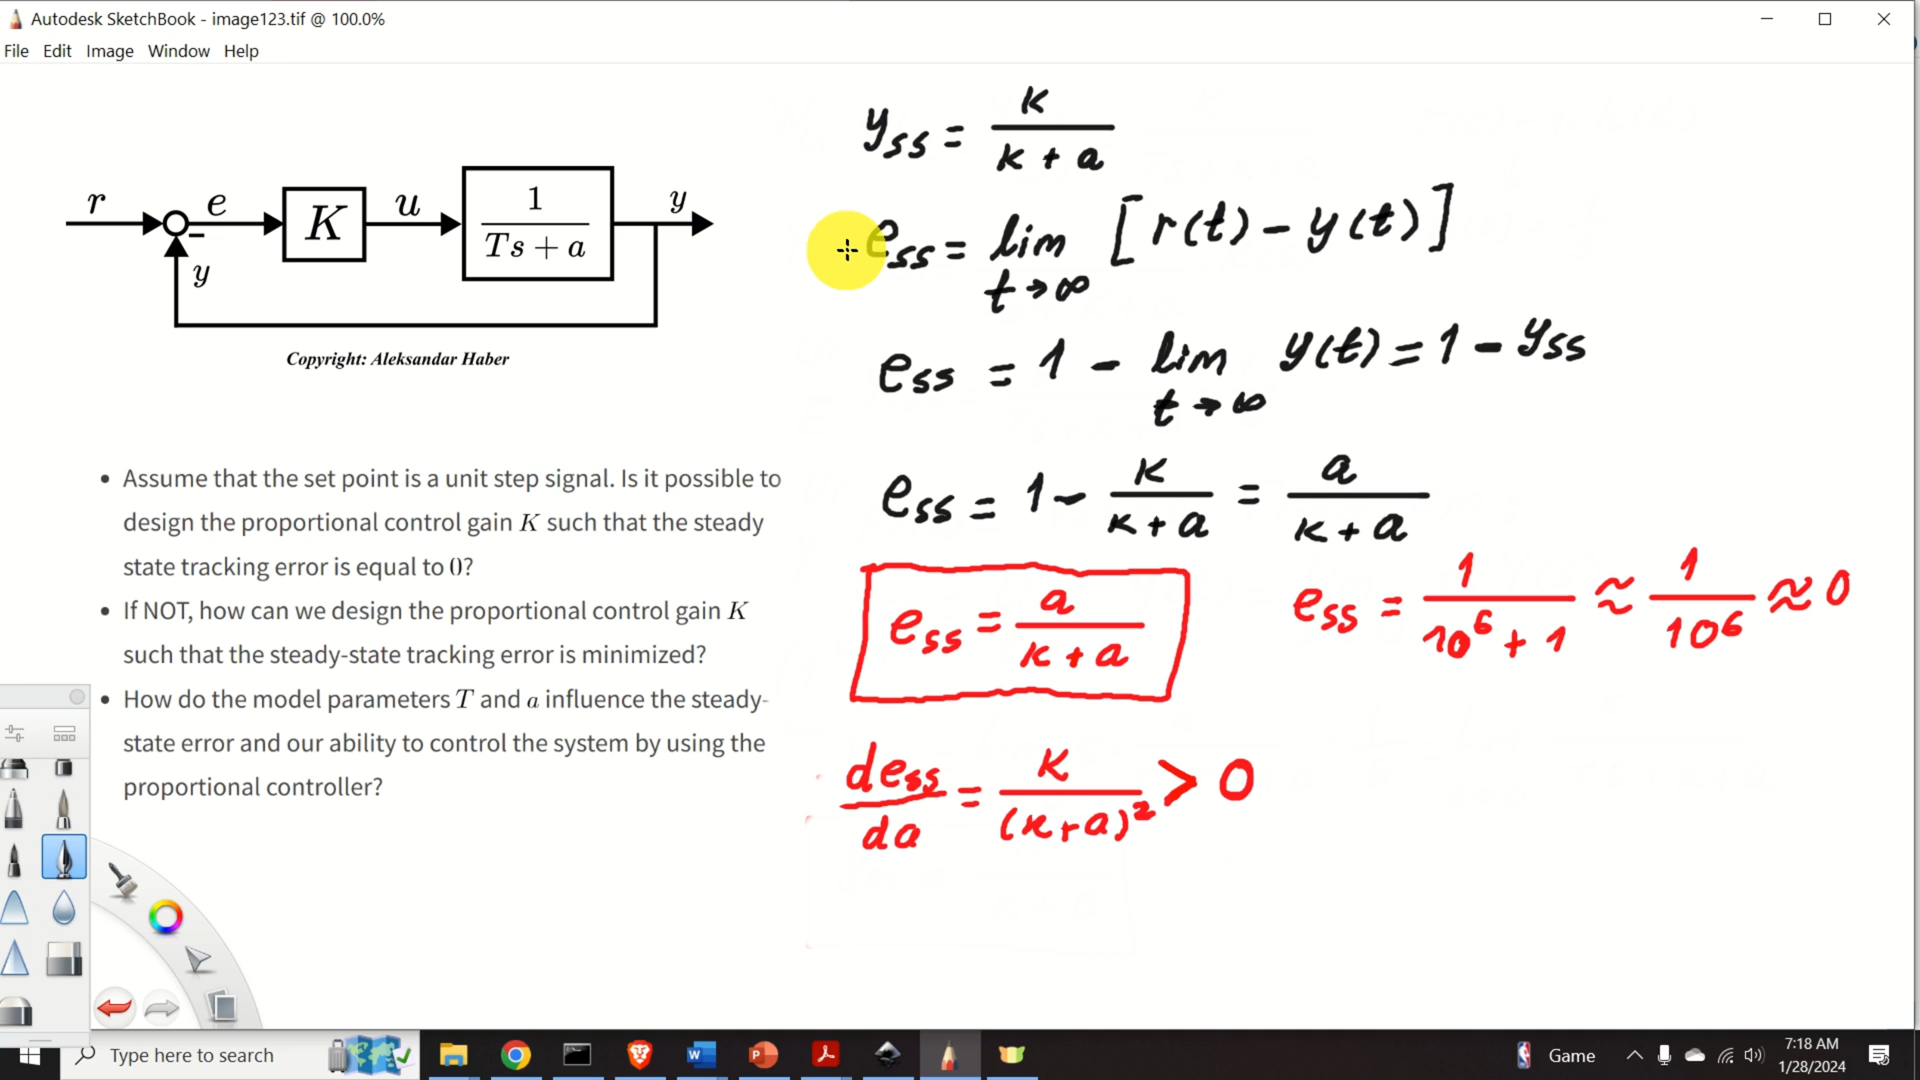 Autodesk SketchBook - image123.tif @ 100.0%
File Edit Image Window Help
r e K u 1 y
Ts + a
y
Copyright: Aleksandar Haber
• Assume that the set point is a unit step signal. Is it possible to
design the proportional control gain K such that the steady
state tracking error is equal to 0?
• If NOT, how can we design the proportional control gain K
such that the steady-state tracking error is minimized?
• How do the model parameters T and a influence the steady-
state error and our ability to control the system by using the
proportional controller?
yss = k / (k + a)
ess = lim t→∞ [r(t) - y(t)]
ess = 1 - lim t→∞ y(t) = 1 - yss
ess = 1 - k / (k + a) = a / (k + a)
ess = a / (k + a)
ess = 1 / (10⁶ + 1) ≈ 1 / 10⁶ ≈ 0
dess / da = k / (k + a)² > 0
Type here to search
Game
7:18 AM
1/28/2024